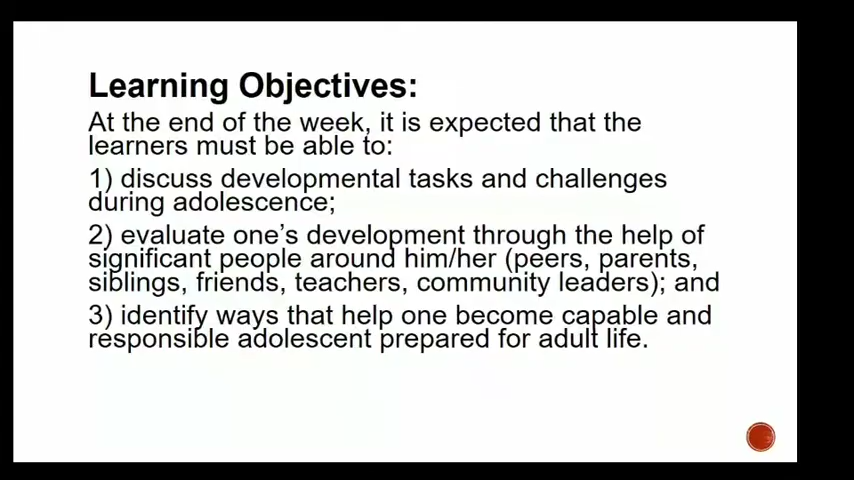 Learning Objectives:
At the end of the week, it is expected that the
learners must be able to:
1) discuss developmental tasks and challenges
during adolescence;
2) evaluate one’s development through the help of
significant people around him/her (peers, parents,
siblings, friends, teachers, community leaders); and
3) identify ways that help one become capable and
responsible adolescent prepared for adult life.